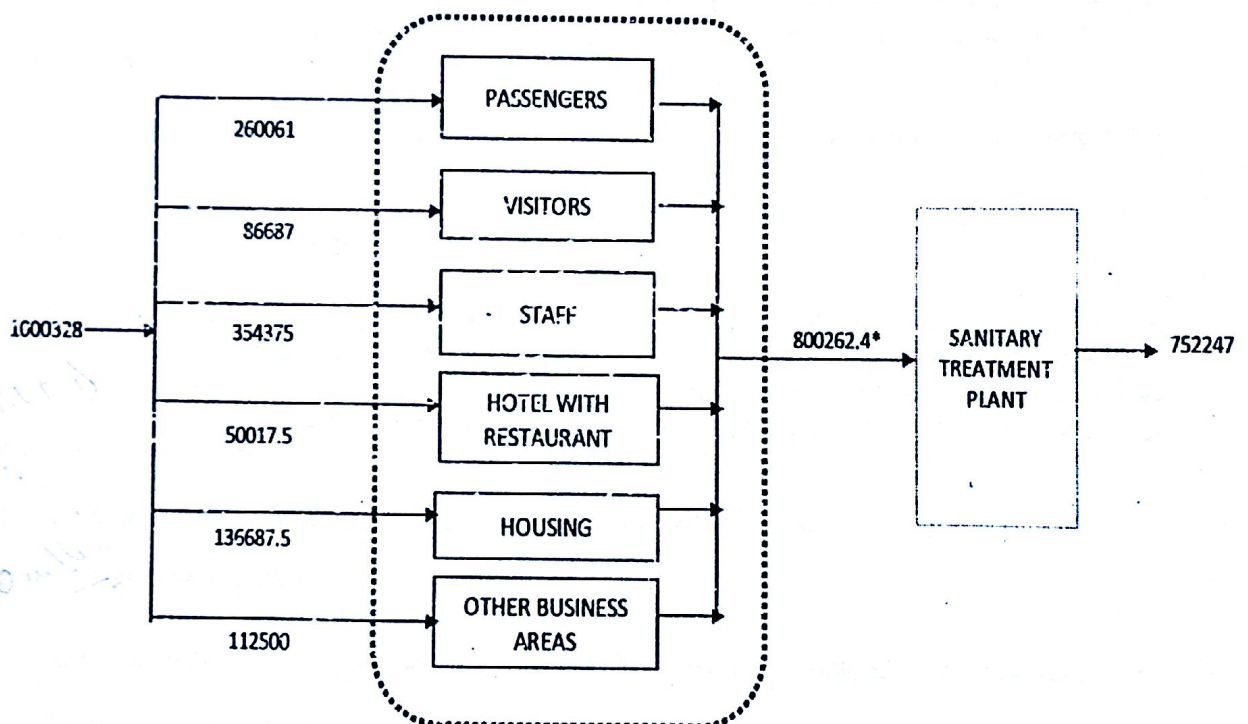 PASSENGERS
260061
VISITORS
86687
STAFF
354375
1000328
HOTEL WITH
RESTAURANT
50017.5
HOUSING
136687.5
OTHER BUSINESS
AREAS
112500
800262.4*
SANITARY
TREATMENT
PLANT
752247